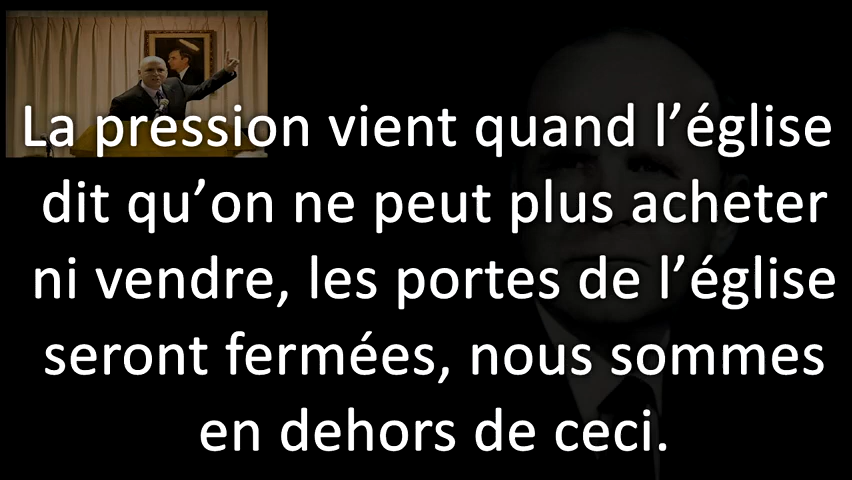 La pression vient quand l’église
dit qu’on ne peut plus acheter
ni vendre, les portes de l’église
seront fermées, nous sommes
en dehors de ceci.